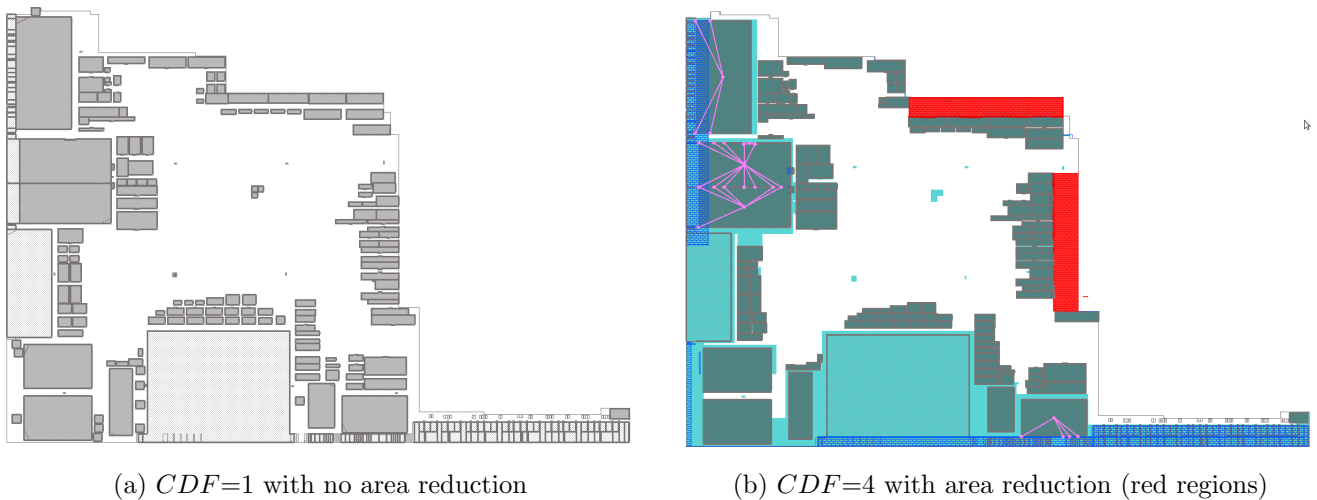 (a) CDF=1 with no area reduction
(b) CDF=4 with area reduction (red regions)